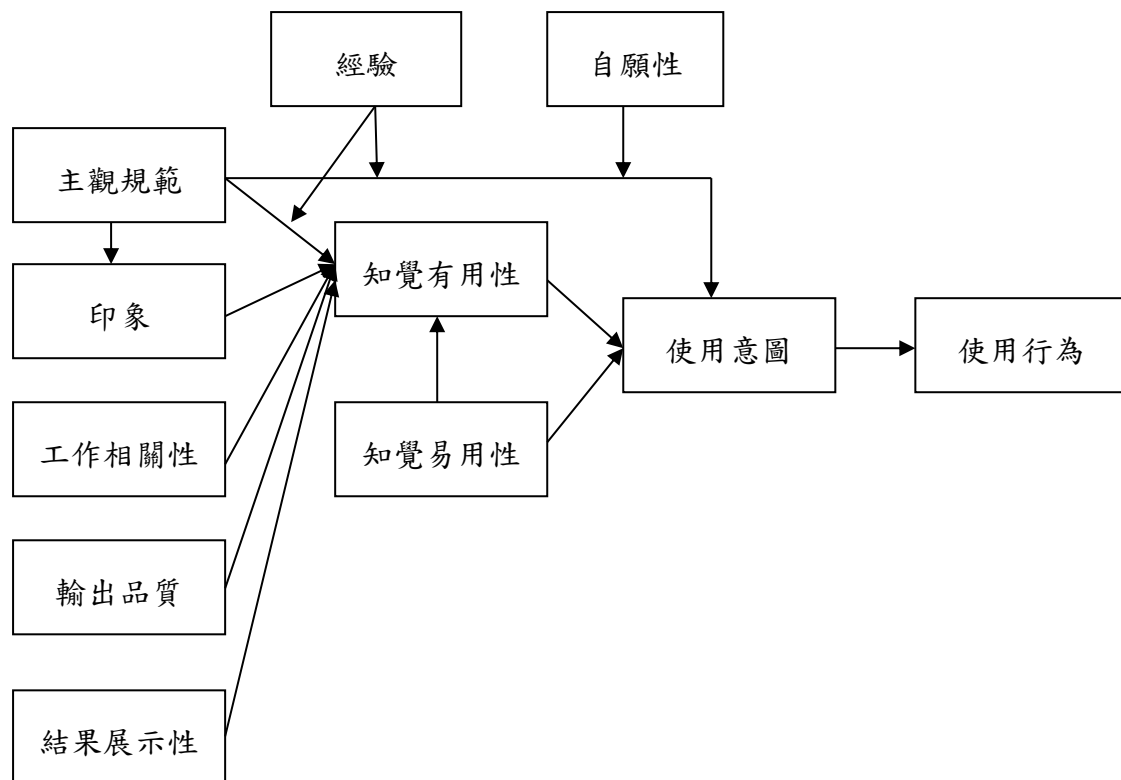 經驗
自願性
主觀規範
知覺有用性
印象
使用意圖
使用行為
工作相關性
知覺易用性
輸出品質
結果展示性